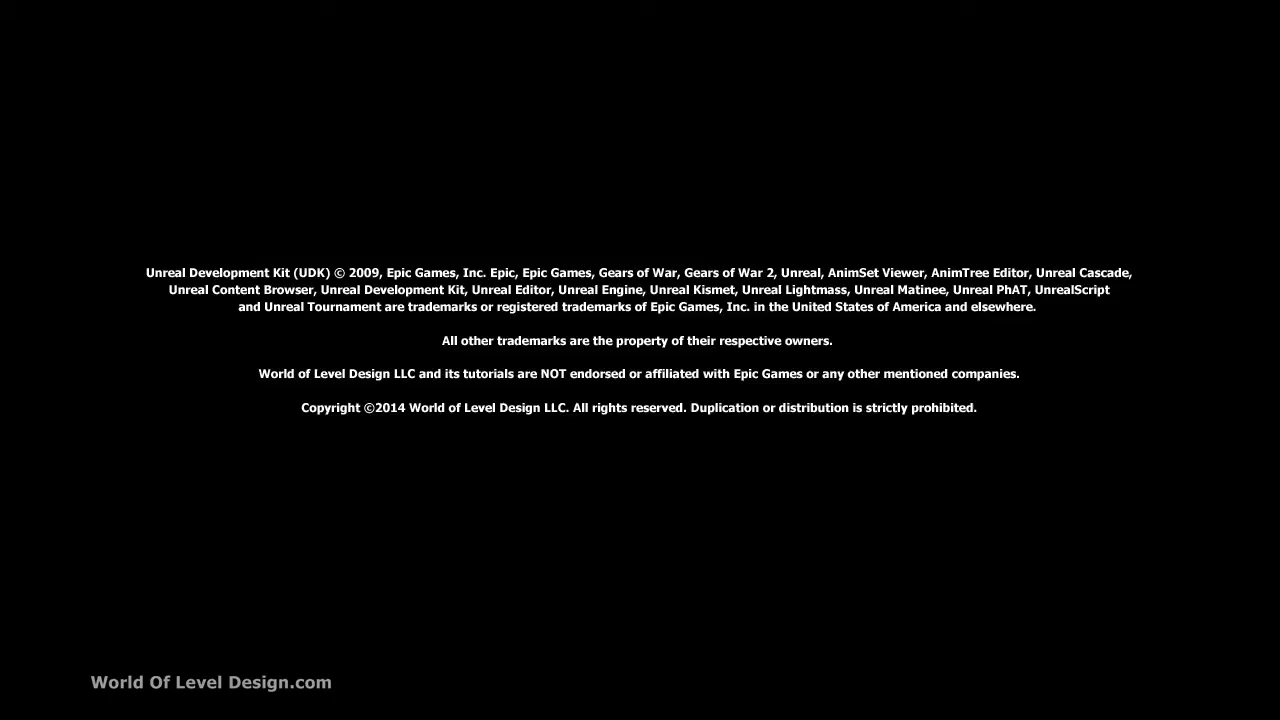 Unreal Development Kit (UDK) © 2009, Epic Games, Inc. Epic, Epic Games, Gears of War, Gears of War 2, Unreal, AnimSet Viewer, AnimTree Editor, Unreal Cascade,
Unreal Content Browser, Unreal Development Kit, Unreal Editor, Unreal Engine, Unreal Kismet, Unreal Lightmass, Unreal Matinee, Unreal PhAT, UnrealScript
and Unreal Tournament are trademarks or registered trademarks of Epic Games, Inc. in the United States of America and elsewhere.
All other trademarks are the property of their respective owners.
World of Level Design LLC and its tutorials are NOT endorsed or affiliated with Epic Games or any other mentioned companies.
Copyright ©2014 World of Level Design LLC. All rights reserved. Duplication or distribution is strictly prohibited.
World Of Level Design.com